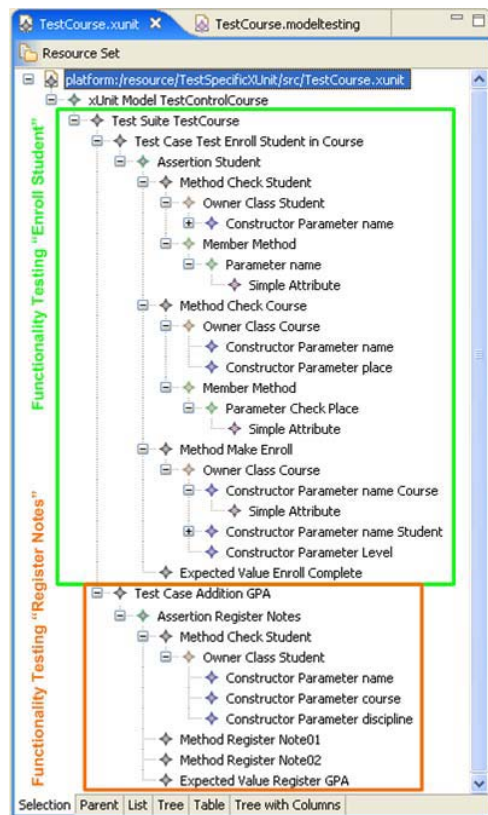 TestCourse.xunit
TestCourse.modeltesting
Resource Set
platform:/resource/TestSpecificXUnit/src/TestCourse.xunit
xUnit Model TestControlCourse
Test Suite TestCourse
Test Case Test Enroll Student in Course
Assertion Student
Method Check Student
Owner Class Student
Constructor Parameter name
Member Method
Parameter name
Simple Attribute
Method Check Course
Owner Class Course
Constructor Parameter name
Constructor Parameter place
Member Method
Parameter Check Place
Simple Attribute
Method Make Enroll
Owner Class Course
Constructor Parameter name Course
Simple Attribute
Constructor Parameter name Student
Constructor Parameter Level
Expected Value Enroll Complete
Test Case Addition GPA
Assertion Register Notes
Method Check Student
Owner Class Student
Constructor Parameter name
Constructor Parameter course
Constructor Parameter discipline
Method Register Note01
Method Register Note02
Expected Value Register GPA
Functionality Testing "Enroll Student"
Functionality Testing "Register Notes"
Selection Parent List Tree Table Tree with Columns